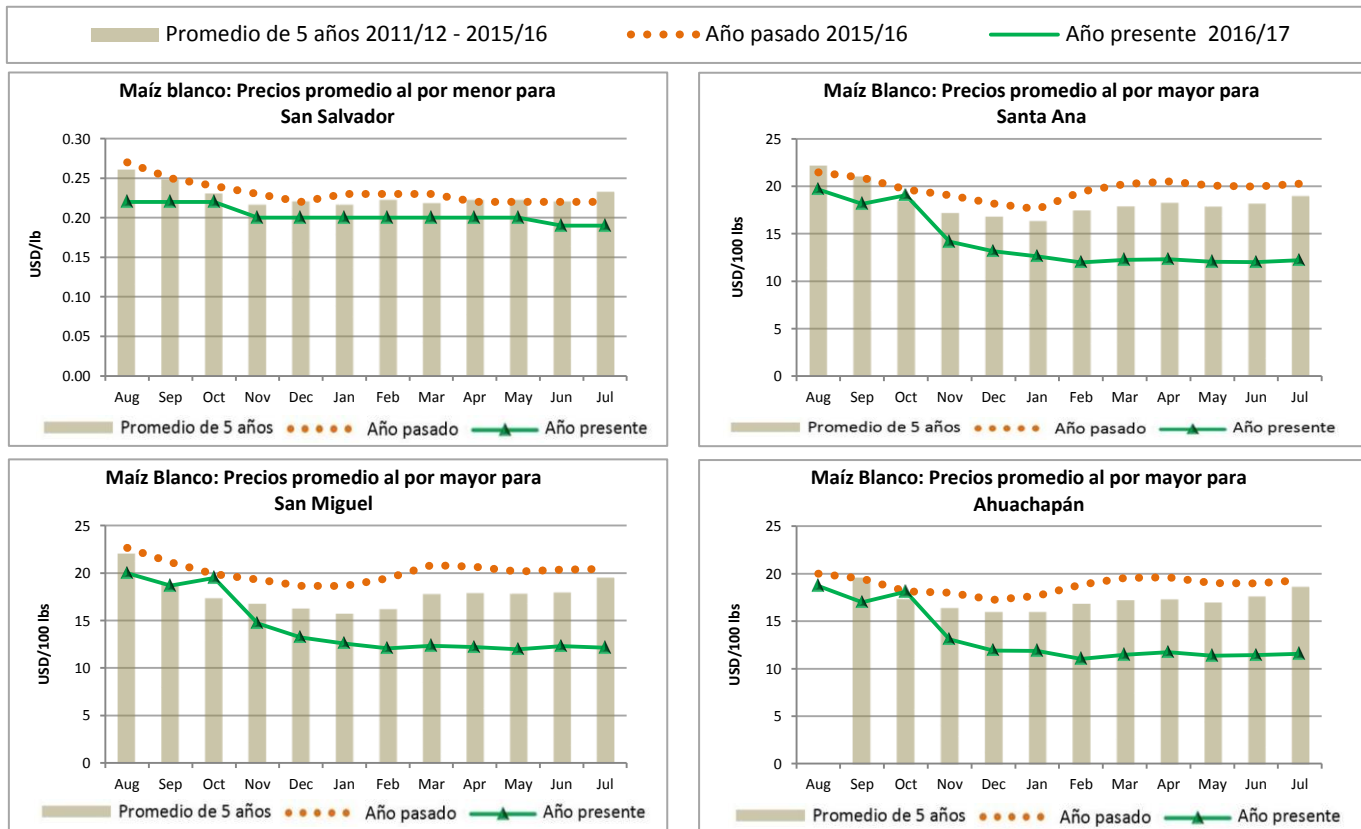 Promedio de 5 años 2011/12 - 2015/16 Año pasado 2015/16 Año presente 2016/17
Maíz blanco: Precios promedio al por menor para
San Salvador
USD/lb
0.30
0.25
0.20
0.15
0.10
0.05
0.00
Aug Sep Oct Nov Dec Jan Feb Mar Apr May Jun Jul
Promedio de 5 años Año pasado Año presente
Maíz Blanco: Precios promedio al por mayor para
Santa Ana
USD/100 lbs
25
20
15
10
5
0
Aug Sep Oct Nov Dec Jan Feb Mar Apr May Jun Jul
Promedio de 5 años Año pasado Año presente
Maíz Blanco: Precios promedio al por mayor para
San Miguel
USD/100 lbs
25
20
15
10
5
0
Aug Sep Oct Nov Dec Jan Feb Mar Apr May Jun Jul
Promedio de 5 años Año pasado Año presente
Maíz Blanco: Precios promedio al por mayor para
Ahuachapán
USD/100 lbs
25
20
15
10
5
0
Aug Sep Oct Nov Dec Jan Feb Mar Apr May Jun Jul
Promedio de 5 años Año pasado Año presente